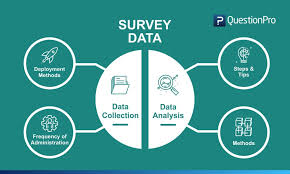 SURVEY
DATA
QuestionPro
Deployment
Methods
Frequency of
Administration
Data
Collection
Data
Analysis
Steps &
Tips
Methods